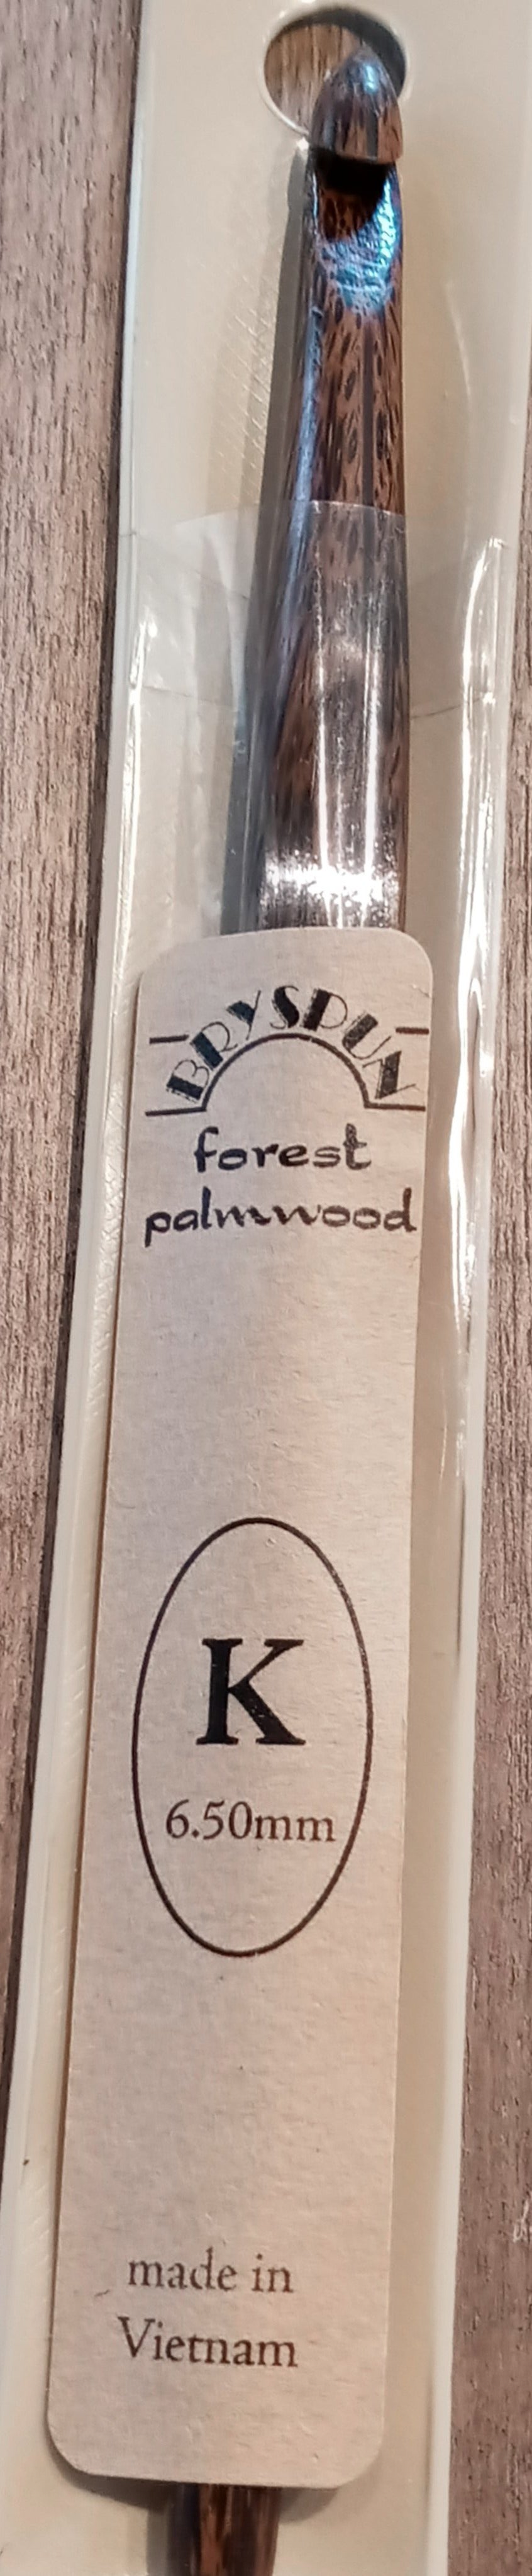 BRYSPUN
forest
palmwood
K
6.50mm
made in
Vietnam